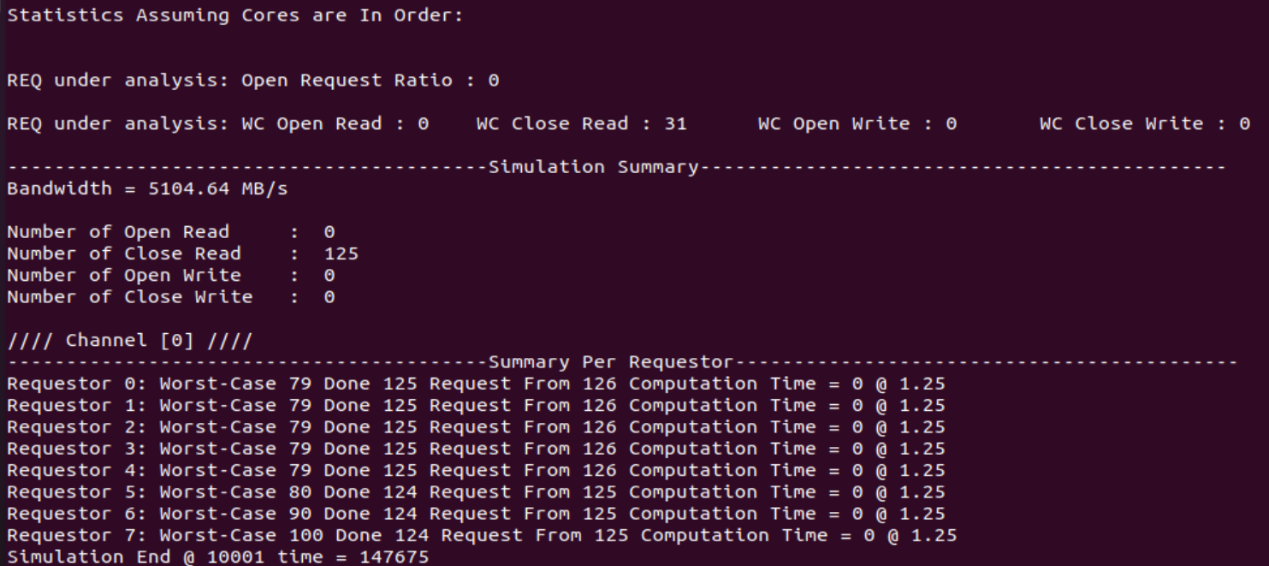 Statistics Assuming Cores are In Order:
REQ under analysis: Open Request Ratio : 0
REQ under analysis: WC Open Read : 0    WC Close Read : 31      WC Open Write : 0       WC Close Write : 0
-----------------------------------------Simulation Summary---------------------------------------------
Bandwidth = 5104.64 MB/s
Number of Open Read     :  0
Number of Close Read    :  125
Number of Open Write    :  0
Number of Close Write   :  0
//// Channel [0] ////
-----------------------------------------Summary Per Requestor-------------------------------------------
Requestor 0: Worst-Case 79 Done 125 Request From 126 Computation Time = 0 @ 1.25
Requestor 1: Worst-Case 79 Done 125 Request From 126 Computation Time = 0 @ 1.25
Requestor 2: Worst-Case 79 Done 125 Request From 126 Computation Time = 0 @ 1.25
Requestor 3: Worst-Case 79 Done 125 Request From 126 Computation Time = 0 @ 1.25
Requestor 4: Worst-Case 79 Done 125 Request From 126 Computation Time = 0 @ 1.25
Requestor 5: Worst-Case 80 Done 124 Request From 125 Computation Time = 0 @ 1.25
Requestor 6: Worst-Case 90 Done 124 Request From 125 Computation Time = 0 @ 1.25
Requestor 7: Worst-Case 100 Done 124 Request From 125 Computation Time = 0 @ 1.25
Simulation End @ 10001 time = 147675